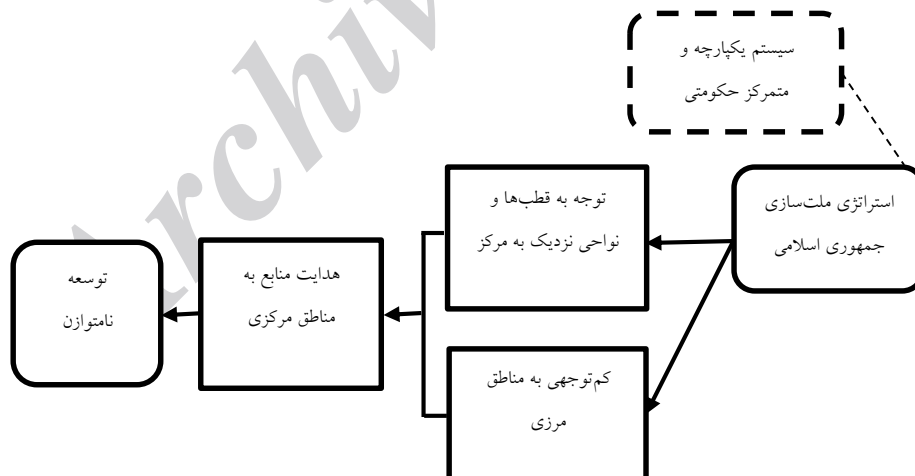 سیستم یکپارچه و
متمرکز حکومتی
استراتژی ملت‌سازی
جمهوری اسلامی
توجه به قطب‌ها و
نواحی نزدیک به مرکز
کم‌توجهی به مناطق
مرزی
هدایت منابع به
مناطق مرکزی
توسعه
نامتوازن
Archiv